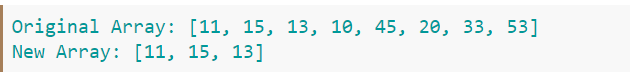 Original Array: [11, 15, 13, 10, 45, 20, 33, 53]
New Array: [11, 15, 13]